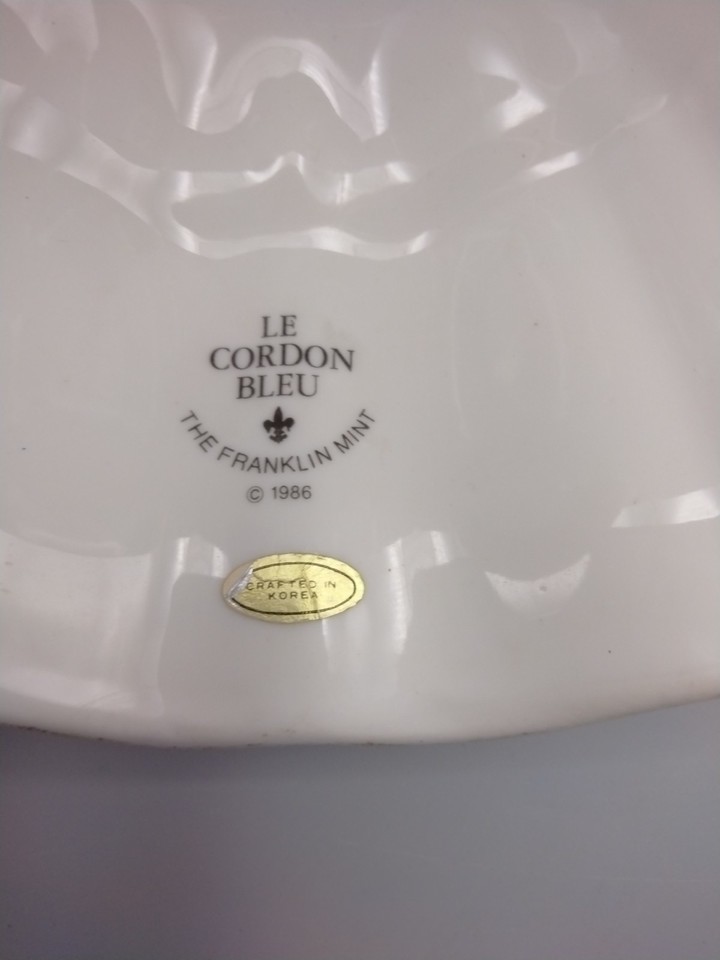 LE
CORDON
BLEU
THE FRANKLIN MINT
© 1986
CRAFTED IN
KOREA